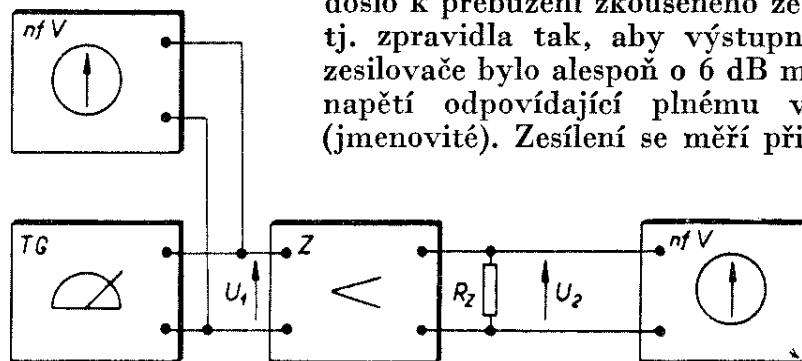 došlo k přebuzení zkoušeného ze
tj. zpravidla tak, aby výstupn
zesilovače bylo alespoň o 6 dB m
napětí odpovídající plnému v
(jmenovité). Zesílení se měří při
nf V
TG
U₁
Z
R_Z
U₂
nf V